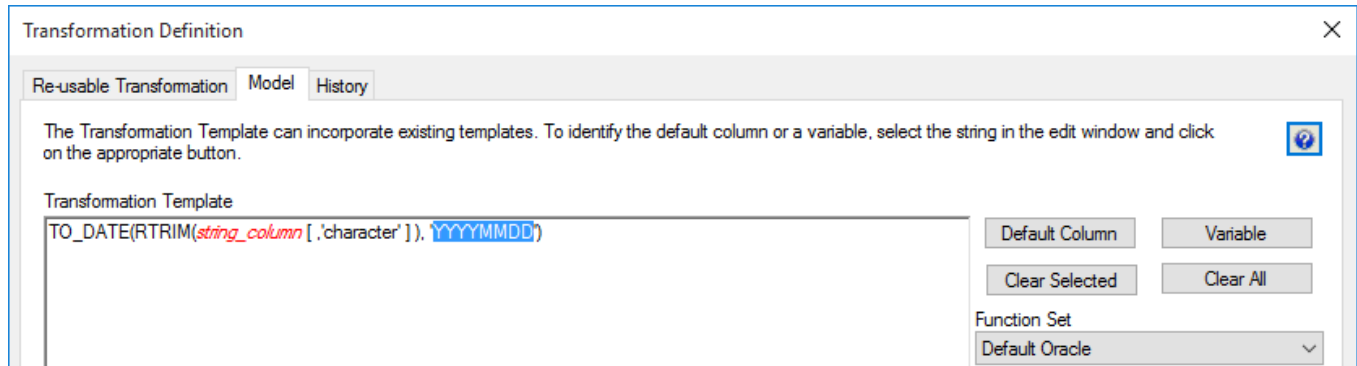 Transformation Definition
Re-usable Transformation Model History
The Transformation Template can incorporate existing templates. To identify the default column or a variable, select the string in the edit window and click
on the appropriate button.
Transformation Template
TO_DATE(RTRIM(string_column [ ,'character' ] ), 'YYYYMMDD')
Default Column Variable
Clear Selected Clear All
Function Set
Default Oracle